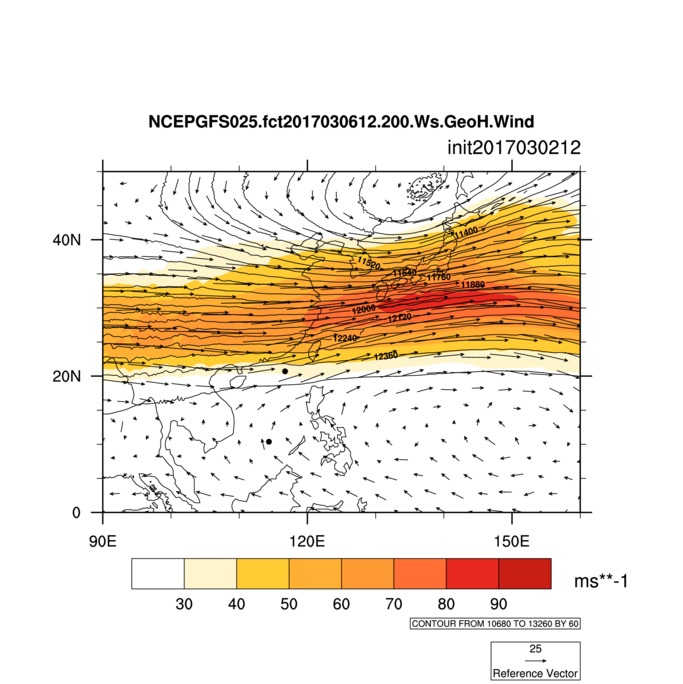 NCEPGFS025.fct2017030612.200.Ws.GeoH.Wind
init2017030212
40N
11400
11520
11640
11760
11880
12000
12120
12240
12360
20N
0
90E 120E 150E
ms**-1
30 40 50 60 70 80 90
CONTOUR FROM 10680 TO 13260 BY 60
25
Reference Vector